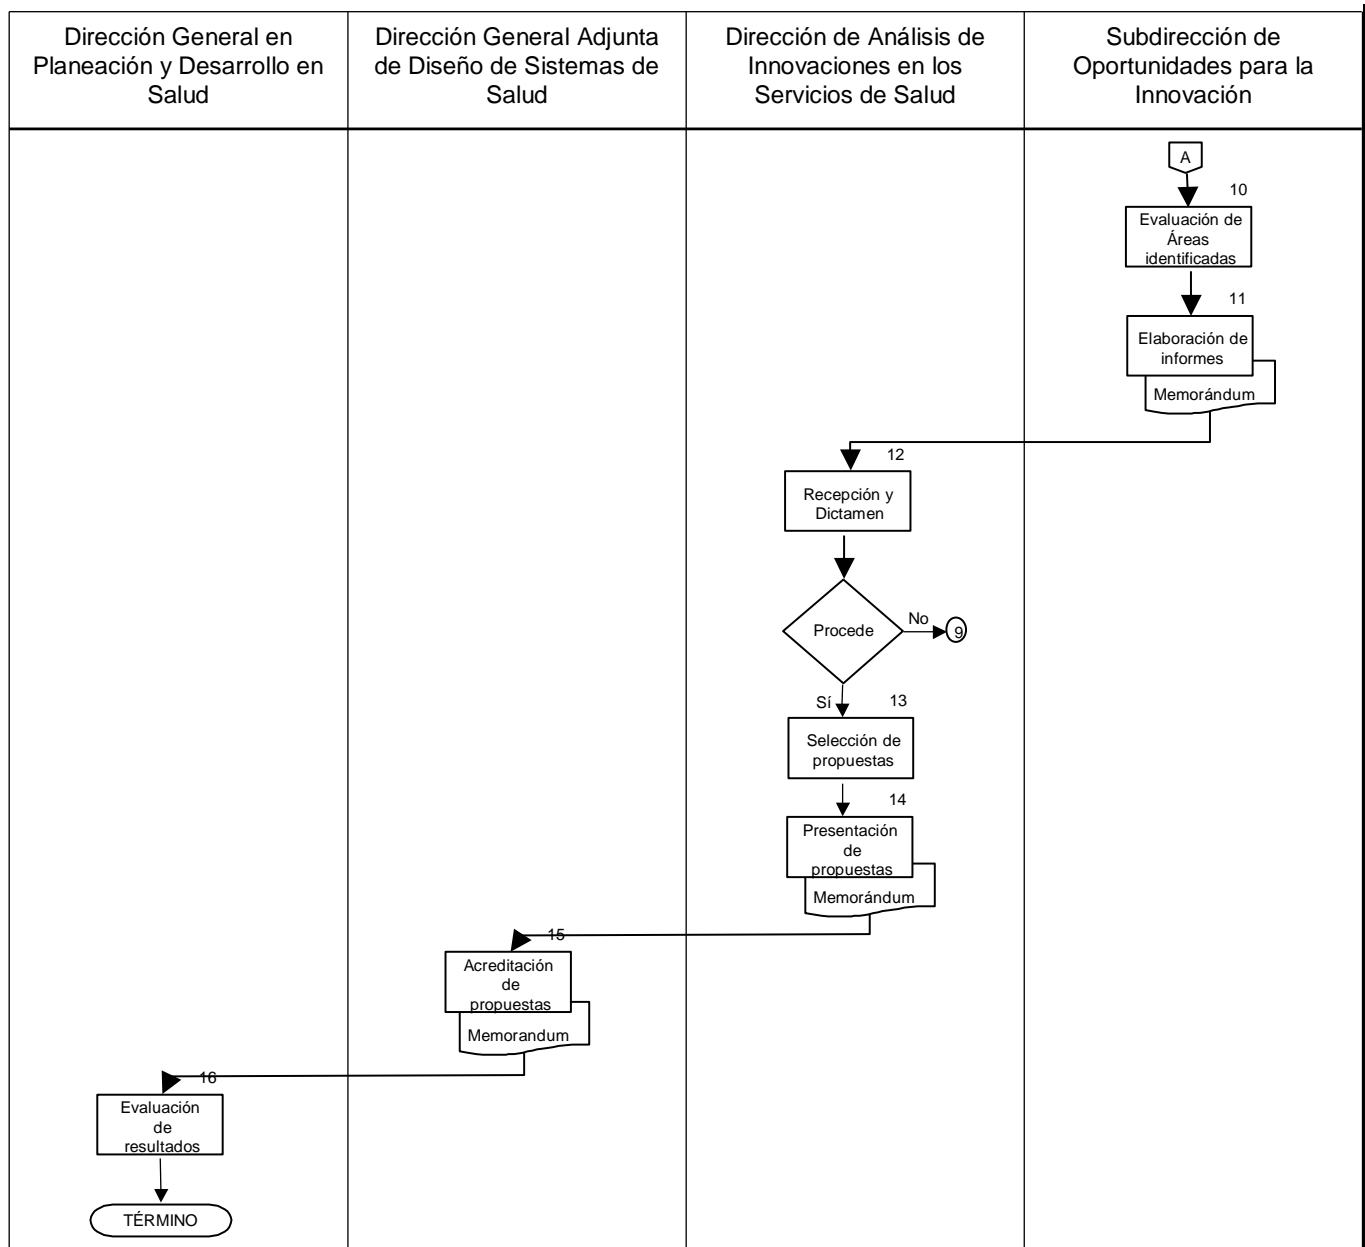 Dirección General en
Planeación y Desarrollo en
Salud
Dirección General Adjunta
de Diseño de Sistemas de
Salud
Dirección de Análisis de
Innovaciones en los
Servicios de Salud
Subdirección de
Oportunidades para la
Innovación
A
10
Evaluación de
Áreas
identificadas
11
Elaboración de
informes
Memorándum
12
Recepción y
Dictamen
Procede
No
9
Sí
13
Selección de
propuestas
14
Presentación
de
propuestas
Memorándum
15
Acreditación
de
propuestas
Memorandum
16
Evaluación
de
resultados
TÉRMINO